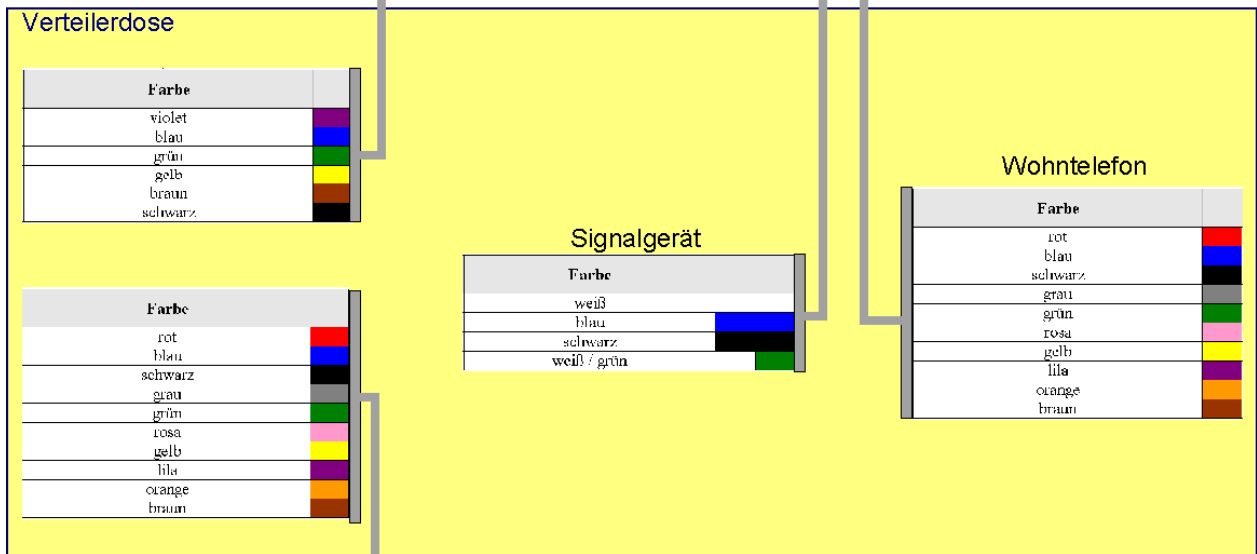 Verteilerdose
Farbe
violet
blau
grün
gelb
braun
schwarz
Farbe
rot
blau
schwarz
grau
grün
rosa
gelb
lila
orange
braun
Signalgerät
Farbe
weiß
blau
schwarz
weiß / grün
Wohntelefon
Farbe
rot
blau
schwarz
grau
grün
rosa
gelb
lila
orange
braun